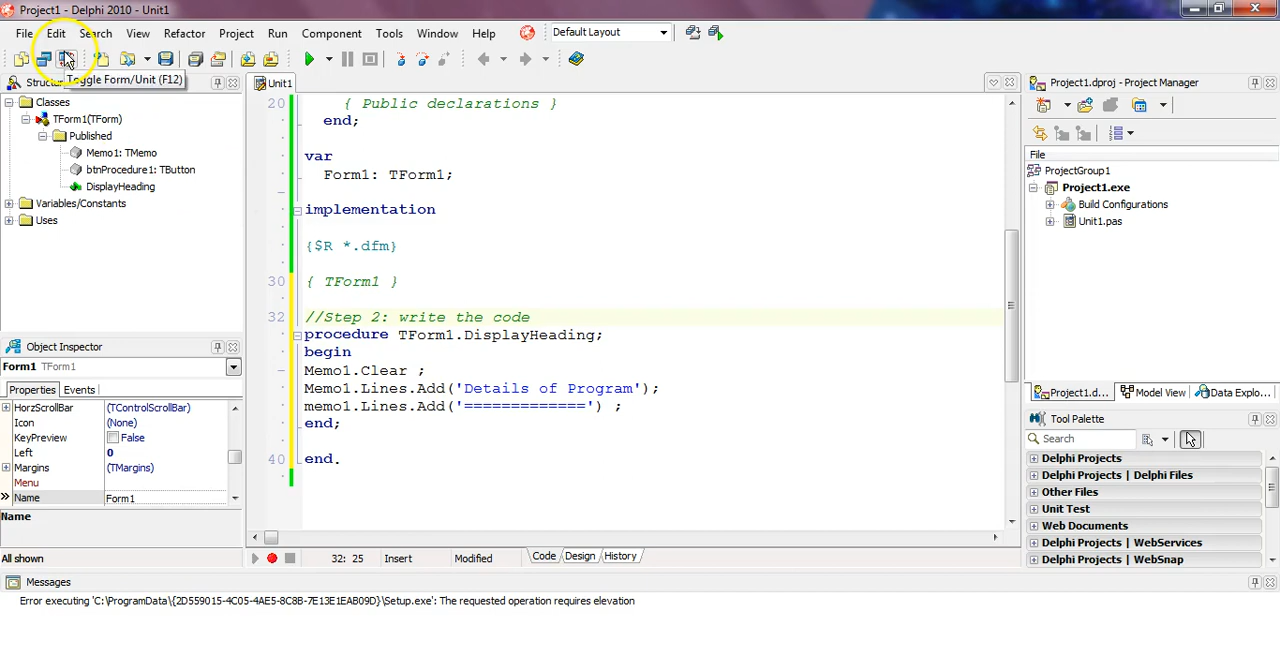 Project1 - Delphi 2010 - Unit1
File Edit Search View Refactor Project Run Component Tools Window Help Default Layout
Toggle Form/Unit (F12)
Unit1
Project1.dproj - Project Manager
Classes
TForm1(TForm)
Published
Memo1: TMemo
btnProcedure1: TButton
DisplayHeading
Variables/Constants
Uses
Object Inspector
Form1 TForm1
Properties Events
HorzScrollBar (TControlScrollBar)
Icon (None)
KeyPreview False
Left 0
Margins (TMargins)
Menu
Name Form1
Name
All shown
20 { Public declarations }
end;
var
Form1: TForm1;
implementation
{$R *.dfm}
30 { TForm1 }
32 //Step 2: write the code
procedure TForm1.DisplayHeading;
begin
Memo1.Clear ;
Memo1.Lines.Add('Details of Program');
memo1.Lines.Add('=============') ;
end;
40 end.
32: 25 Insert Modified Code Design History
File
ProjectGroup1
Project1.exe
Build Configurations
Unit1.pas
Project1.d... Model View Data Explo...
Tool Palette
Search
Delphi Projects
Delphi Projects | Delphi Files
Other Files
Unit Test
Web Documents
Delphi Projects | WebServices
Delphi Projects | WebSnap
Messages
Error executing 'C:\ProgramData\{2D559015-4C05-4AE5-8C8B-7E13E1EAB09D}\Setup.exe': The requested operation requires elevation